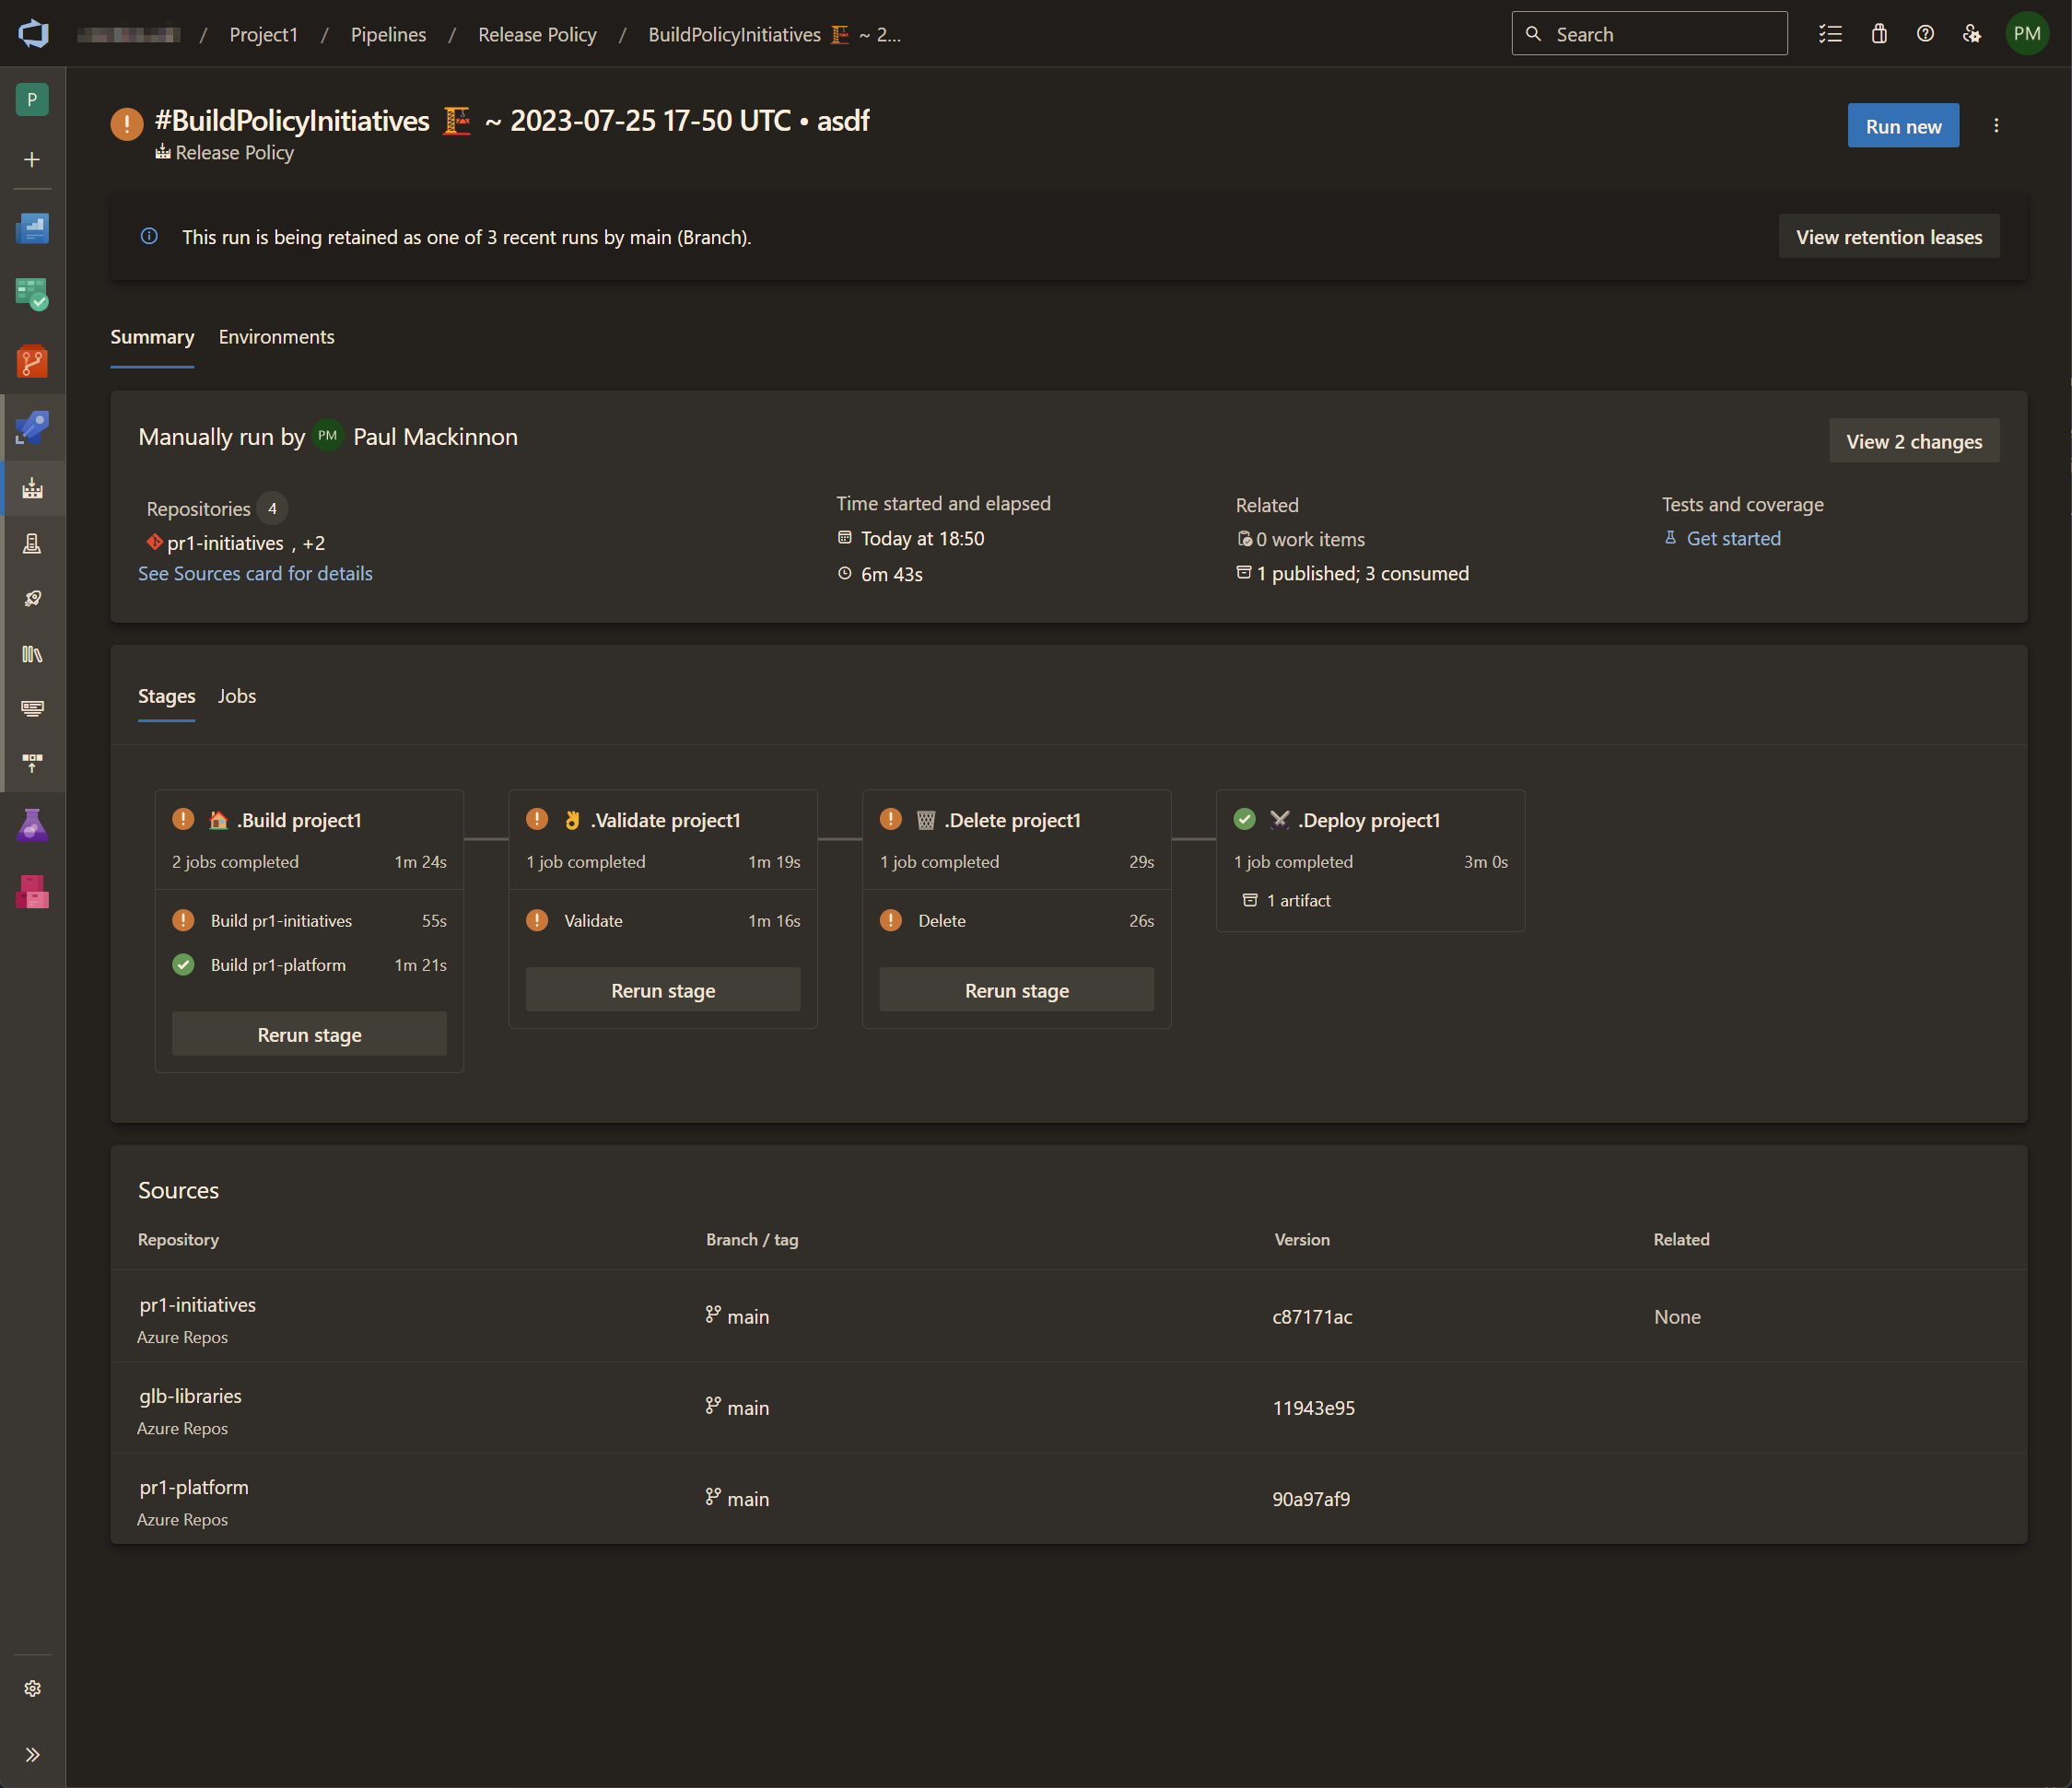 / Project1 / Pipelines / Release Policy / BuildPolicyInitiatives 🏗️ ~ 2...
Search
PM
P
#BuildPolicyInitiatives 🏗️ ~ 2023-07-25 17-50 UTC • asdf
Release Policy
Run new
This run is being retained as one of 3 recent runs by main (Branch).
View retention leases
Summary
Environments
Manually run by PM Paul Mackinnon
View 2 changes
Repositories 4
pr1-initiatives , +2
See Sources card for details
Time started and elapsed
Today at 18:50
6m 43s
Related
0 work items
1 published; 3 consumed
Tests and coverage
Get started
Stages
Jobs
🏠 .Build project1
2 jobs completed 1m 24s
Build pr1-initiatives 55s
Build pr1-platform 1m 21s
Rerun stage
👌 .Validate project1
1 job completed 1m 19s
Validate 1m 16s
Rerun stage
🗑️ .Delete project1
1 job completed 29s
Delete 26s
Rerun stage
⚔️ .Deploy project1
1 job completed 3m 0s
1 artifact
Sources
Repository Branch / tag Version Related
pr1-initiatives
Azure Repos
main c87171ac None
glb-libraries
Azure Repos
main 11943e95
pr1-platform
Azure Repos
main 90a97af9